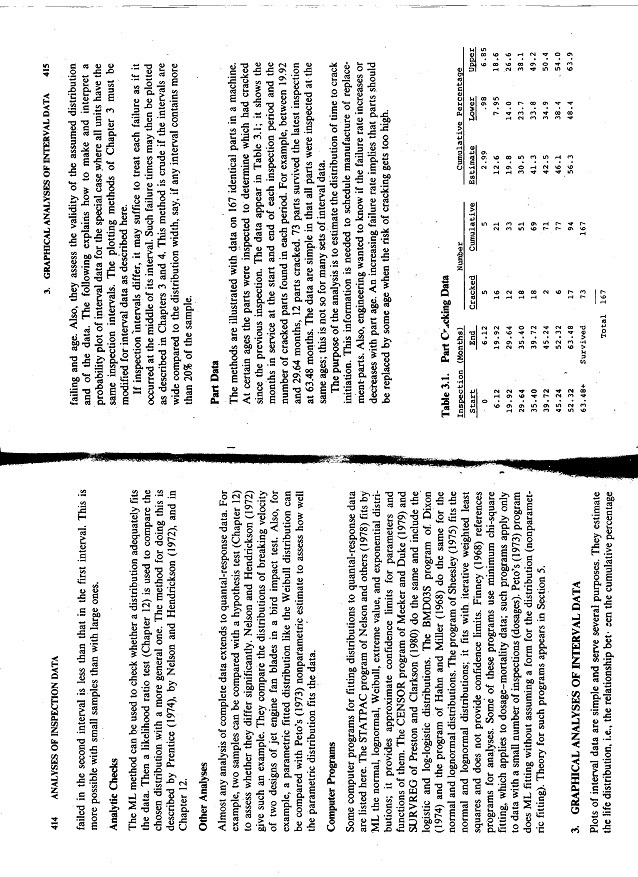 414 ANALYSES OF INSPECTION DATA
failed in the second interval is less than that in the first interval. This is
more possible with small samples than with large ones.
Analytic Checks
The ML method can be used to check whether a distribution adequately fits
the data. Then a likelihood ratio test (Chapter 12) is used to compare the
chosen distribution with a more general one. The method for doing this is
described by Prentice (1974), by Nelson and Hendrickson (1972), and in
Chapter 12.
Other Analyses
Almost any analysis of complete data extends to quantal-response data. For
example, two samples can be compared with a hypothesis test (Chapter 12)
to assess whether they differ significantly. Nelson and Hendrickson (1972)
give such an example. They compare the distributions of breaking velocity
of two designs of jet engine fan blades in a bird impact test. Also, for
example, a parametric fitted distribution like the Weibull distribution can
be compared with Peto's (1973) nonparametric estimate to assess how well
the parametric distribution fits the data.
Computer Programs
Some computer programs for fitting distributions to quantal-response data
are listed here. The STATPAC program of Nelson and others (1978) fits by
ML the normal, lognormal, Weibull, extreme value, and exponential distri-
butions; it provides approximate confidence limits for parameters and
functions of them. The CENSOR program of Meeker and Duke (1979) and
SURVREG of Preston and Clarkson (1980) do the same and include the
logistic and log-logistic distributions. The BMDO3S program of Dixon
(1974) and the program of Hahn and Miller (1968) do the same for the
normal and lognormal distributions. The program of Sheesley (1975) fits the
normal and lognormal distributions; it fits with iterative weighted least
squares and does not provide confidence limits. Finney (1968) references
programs for analyses. Some of these programs use minimum chi-square
fitting, which applies to dosage-mortality data; such programs apply only
to data with a small number of inspections (dosages). Peto's (1973) program
does ML fitting without assuming a form for the distribution (nonparamet-
ric fitting). Theory for such programs appears in Section 5.
3. GRAPHICAL ANALYSES OF INTERVAL DATA
Plots of interval data are simple and serve several purposes. They estimate
the life distribution, i.e., the relationship bet een the cumulative percentage
3. GRAPHICAL ANALYSES OF INTERVAL DATA 415
failing and age. Also, they assess the validity of the assumed distribution
and of the data. The following explains how to make and interpret a
probability plot of interval data for the special case where all units have the
same inspection intervals. The plotting methods of Chapter 3 must be
modified for interval data as described here.
If inspection intervals differ, it may suffice to treat each failure as if it
occurred at the middle of its interval. Such failure times may then be plotted
as described in Chapters 3 and 4. This method is crude if the intervals are
wide compared to the distribution width, say, if any interval contains more
than 20% of the sample.
Part Data
The methods are illustrated with data on 167 identical parts in a machine.
At certain ages the parts were inspected to determine which had cracked
since the previous inspection. The data appear in Table 3.1; it shows the
months in service at the start and end of each inspection period and the
number of cracked parts found in each period. For example, between 19.92
and 29.64 months, 12 parts cracked. 73 parts survived the latest inspection
at 63.48 months. The data are simple in that all parts were inspected at the
same ages; this is not so for many sets of interval data.
The purpose of the analysis is to estimate the distribution of time to crack
initiation. This information is needed to schedule manufacture of replace-
ment parts. Also, engineering wanted to know if the failure rate increases or
decreases with part age. An increasing failure rate implies that parts should
be replaced by some age when the risk of cracking gets too high.
Table 3.1. Part Cracking Data
Inspection (Months) Number Cumulative Percentage
Start End Cracked Cumulative Estimate Lower Upper
0 6.12 5 5 2.99 .98 6.85
6.12 19.92 16 21 12.6 7.95 18.6
19.92 29.64 12 33 19.8 14.0 26.6
29.64 35.40 18 51 30.5 23.7 38.1
35.40 39.72 18 69 41.3 33.8 49.2
39.72 45.24 2 71 42.5 34.9 50.4
45.24 52.32 6 77 46.1 38.4 54.0
52.32 63.48 17 94 56.3 48.4 63.9
63.48+ Survived 73 167
Total 167